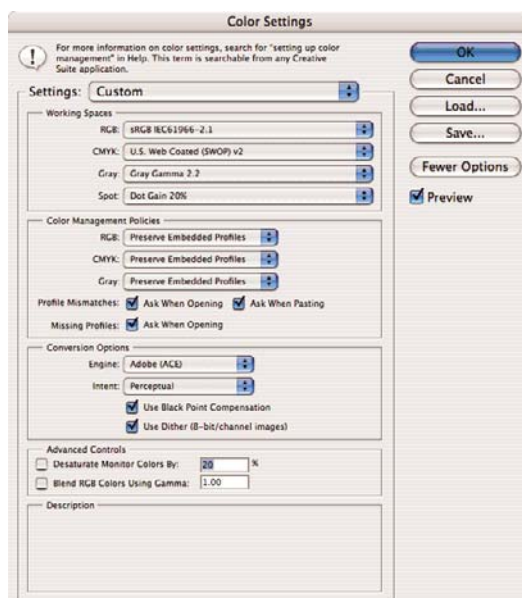 Color Settings
For more information on color settings, search for "setting up color
management" in Help. This term is searchable from any Creative
Suite application.
OK
Cancel
Load...
Save...
Fewer Options
Preview
Settings: Custom
Working Spaces
RGB: sRGB IEC61966-2.1
CMYK: U.S. Web Coated (SWOP) v2
Gray: Gray Gamma 2.2
Spot: Dot Gain 20%
Color Management Policies
RGB: Preserve Embedded Profiles
CMYK: Preserve Embedded Profiles
Gray: Preserve Embedded Profiles
Profile Mismatches: Ask When Opening Ask When Pasting
Missing Profiles: Ask When Opening
Conversion Options
Engine: Adobe (ACE)
Intent: Perceptual
Use Black Point Compensation
Use Dither (8-bit/channel images)
Advanced Controls
Desaturate Monitor Colors By: 20 %
Blend RGB Colors Using Gamma: 1.00
Description